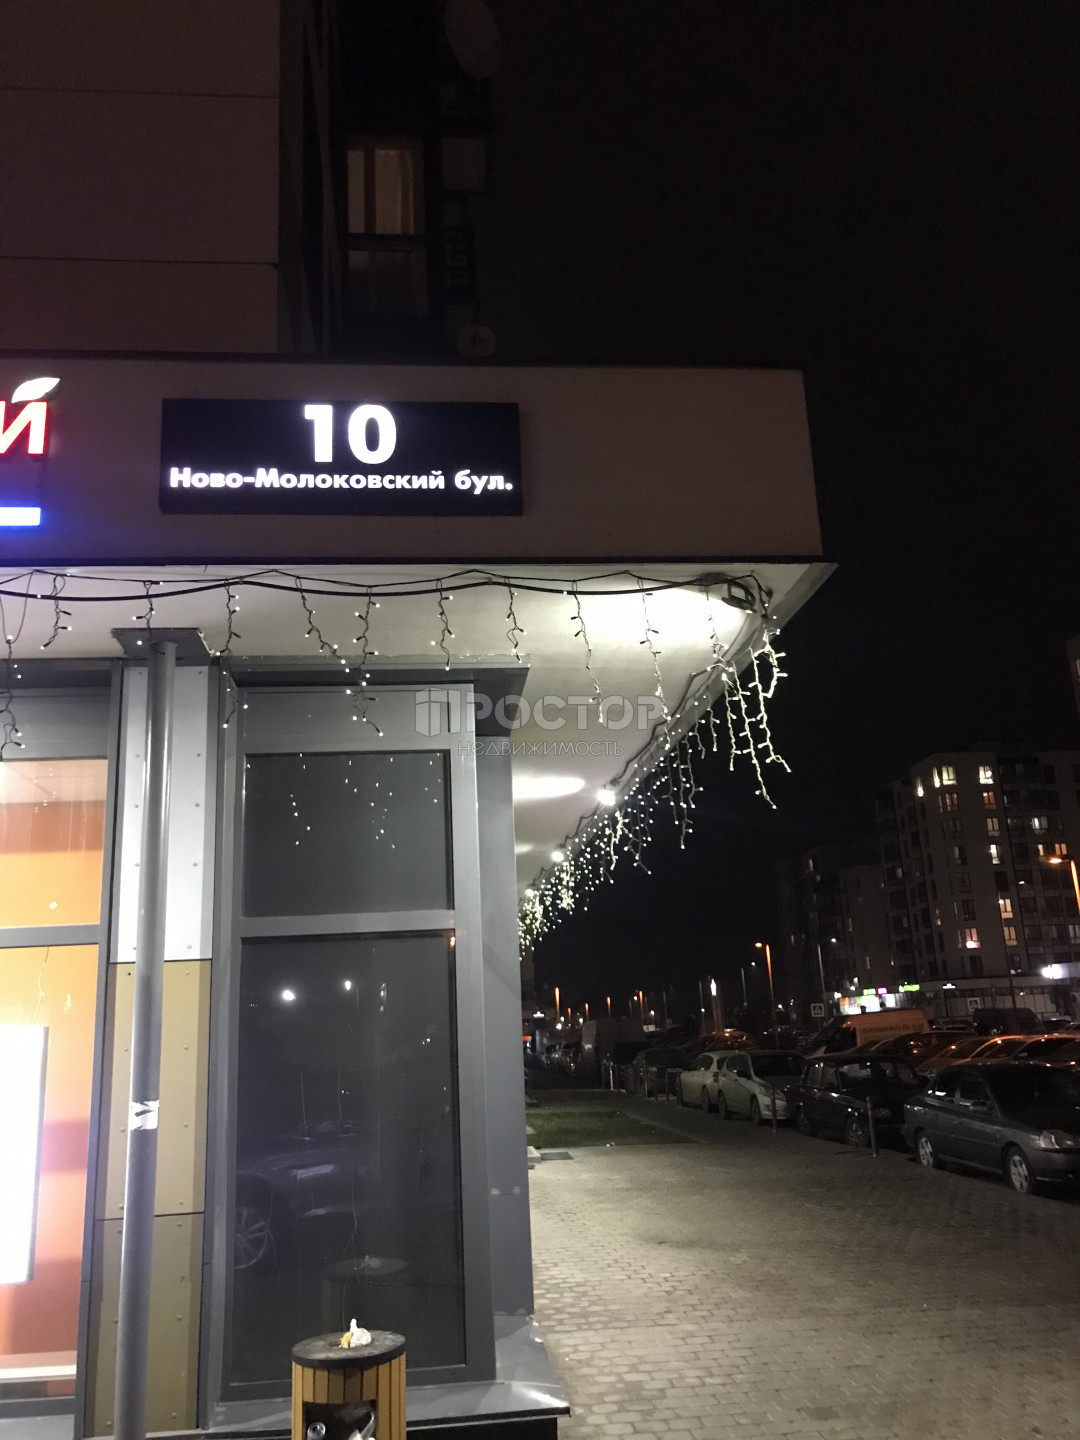 й
10
Ново-Молоковский бул.
ПРОСТОР
недвижимость